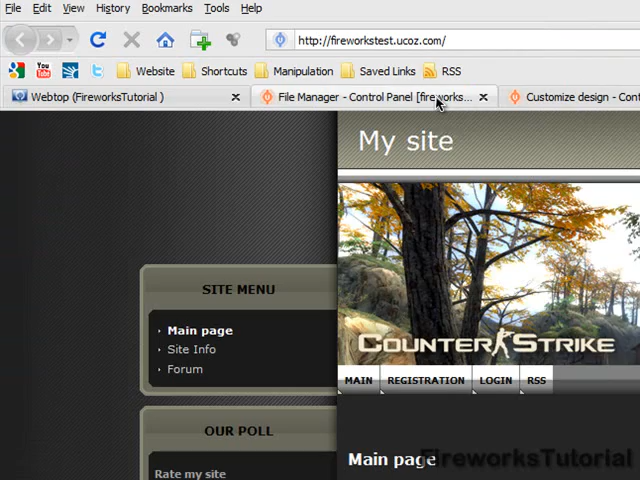 File Edit View History Bookmarks Tools Help
http://fireworkstest.ucoz.com/
You Tube Website Shortcuts Manipulation Saved Links RSS
Webtop (FireworksTutorial ) File Manager - Control Panel [fireworks... Customize design - Cont
My site
COUNTER STRIKE
SITE MENU
Main page
Site Info
Forum
MAIN REGISTRATION LOGIN RSS
OUR POLL
Rate my site
Main page
FireworksTutorial